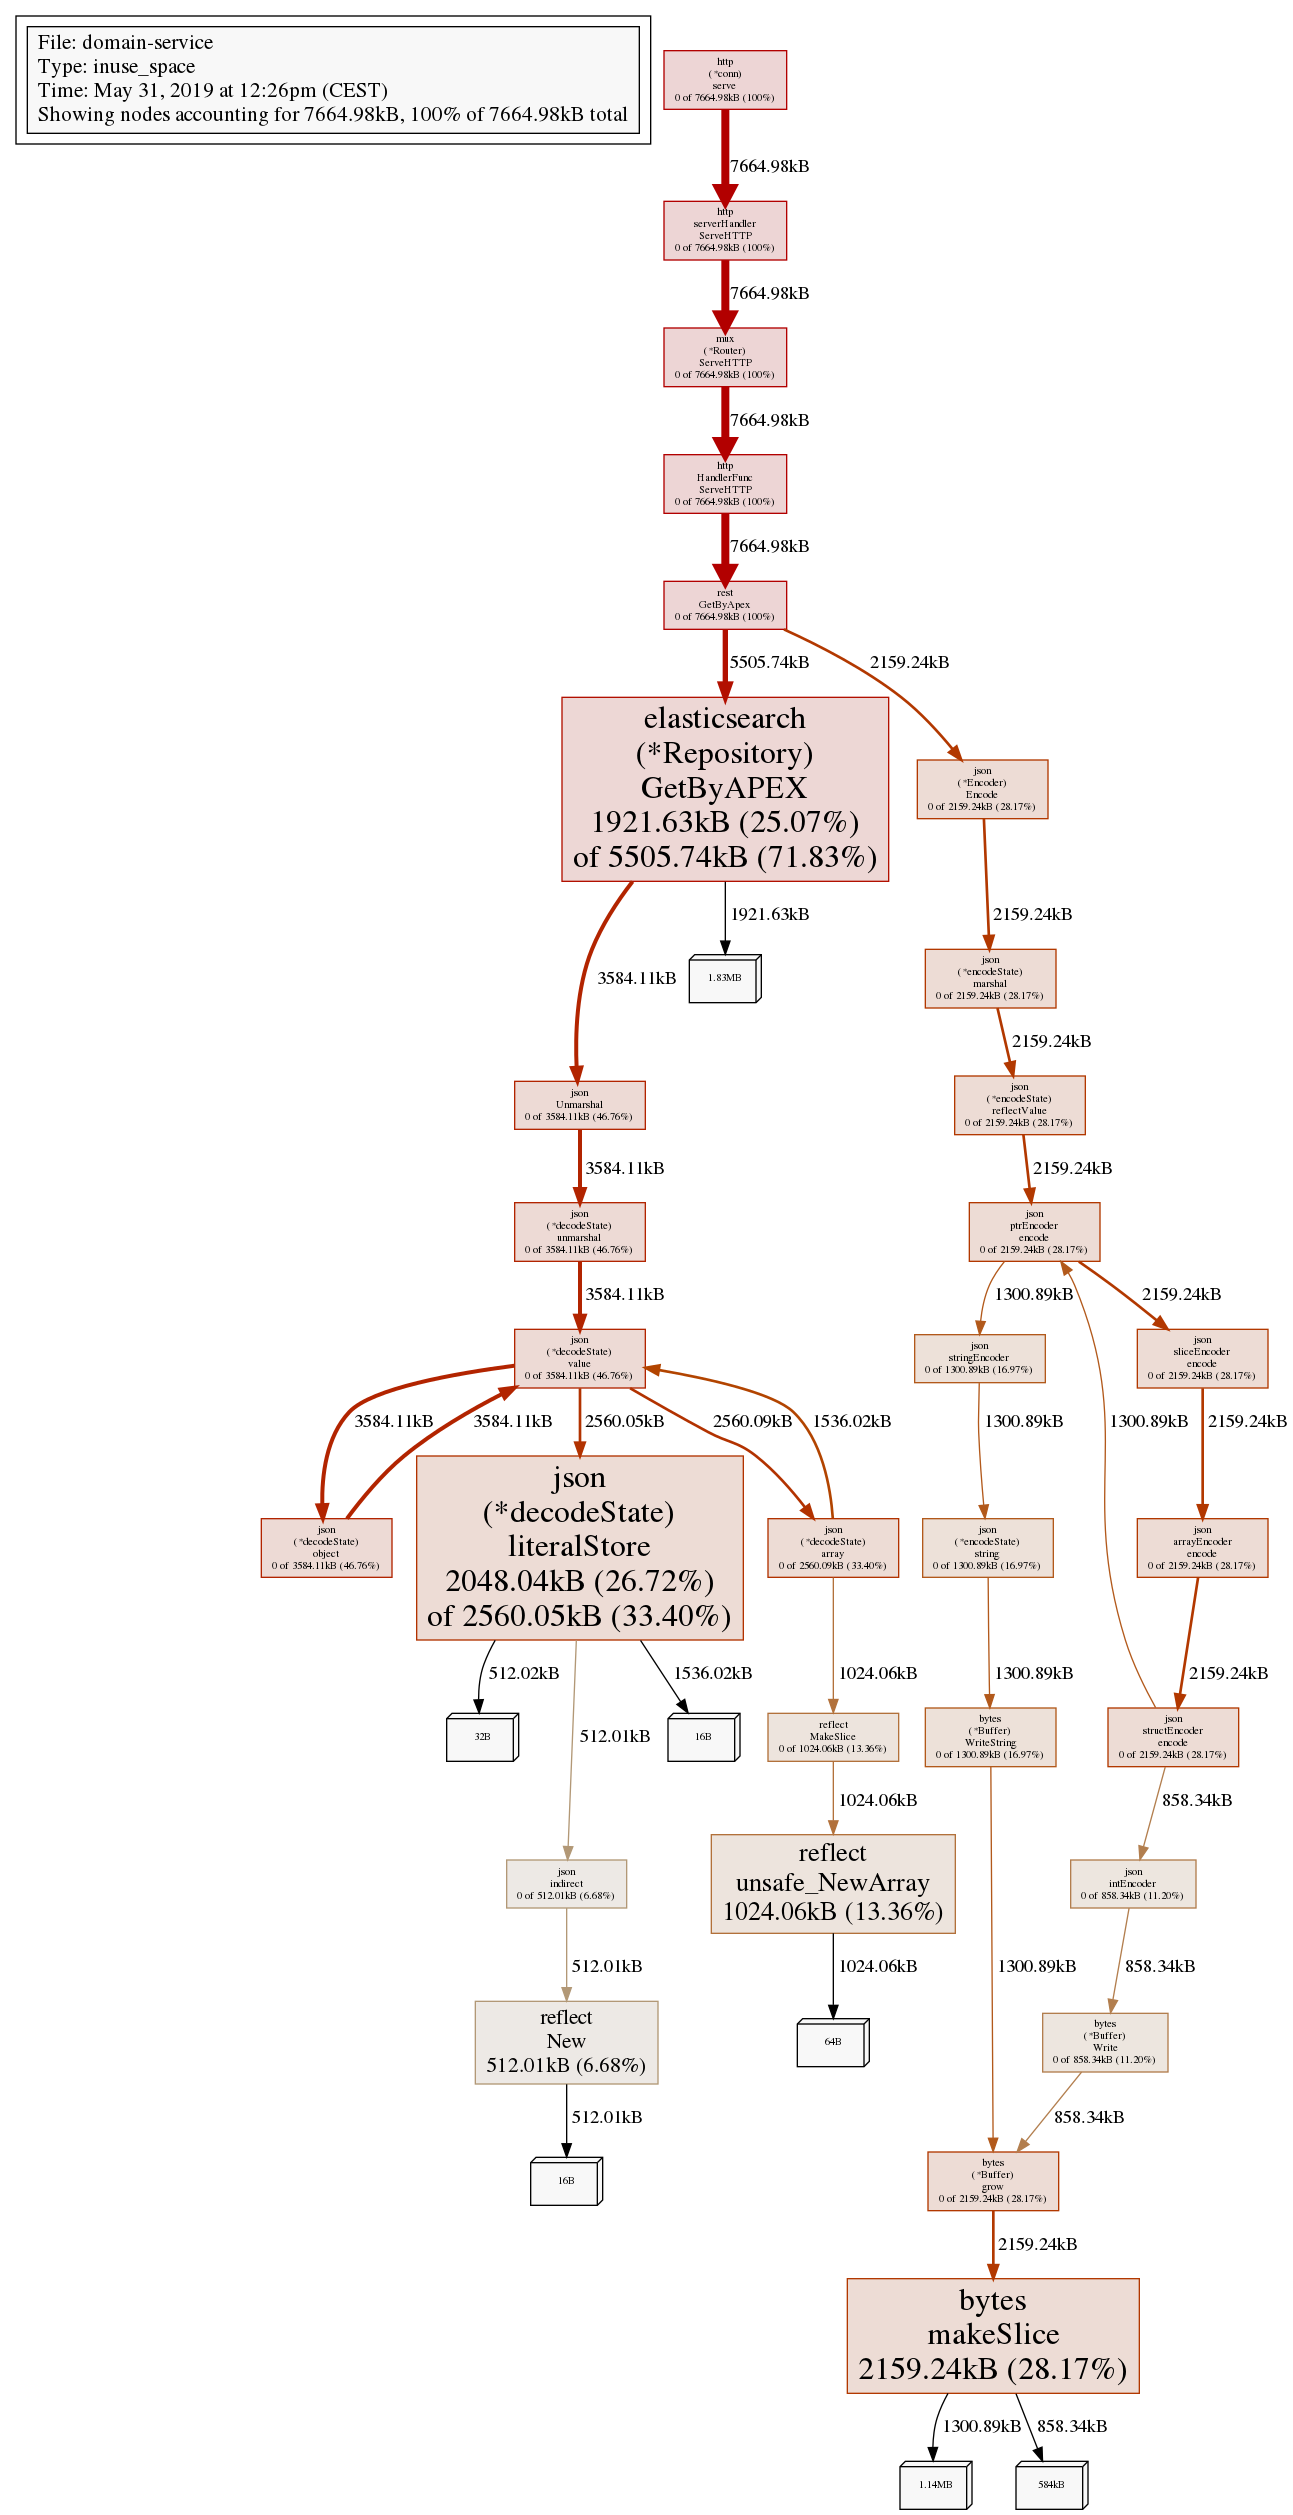 File: domain-service
Type: inuse_space
Time: May 31, 2019 at 12:26pm (CEST)
Showing nodes accounting for 7664.98kB, 100% of 7664.98kB total
http
(*conn)
serve
0 of 7664.98kB (100%)
7664.98kB
http
serverHandler
ServeHTTP
0 of 7664.98kB (100%)
7664.98kB
mux
(*Router)
ServeHTTP
0 of 7664.98kB (100%)
7664.98kB
http
HandlerFunc
ServeHTTP
0 of 7664.98kB (100%)
7664.98kB
rest
GetByApex
0 of 7664.98kB (100%)
5505.74kB
2159.24kB
elasticsearch
(*Repository)
GetByAPEX
1921.63kB (25.07%)
of 5505.74kB (71.83%)
json
(*Encoder)
Encode
0 of 2159.24kB (28.17%)
1921.63kB
2159.24kB
3584.11kB
1.83MB
json
(*encodeState)
marshal
0 of 2159.24kB (28.17%)
2159.24kB
json
Unmarshal
0 of 3584.11kB (46.76%)
json
(*encodeState)
reflectValue
0 of 2159.24kB (28.17%)
3584.11kB
2159.24kB
json
(*decodeState)
unmarshal
0 of 3584.11kB (46.76%)
json
ptrEncoder
encode
0 of 2159.24kB (28.17%)
3584.11kB
1300.89kB
2159.24kB
json
(*decodeState)
value
0 of 3584.11kB (46.76%)
json
stringEncoder
0 of 1300.89kB (16.97%)
json
sliceEncoder
encode
0 of 2159.24kB (28.17%)
3584.11kB
3584.11kB
2560.05kB
2560.09kB
1536.02kB
1300.89kB
1300.89kB
2159.24kB
json
(*decodeState)
object
0 of 3584.11kB (46.76%)
json
(*decodeState)
literalStore
2048.04kB (26.72%)
of 2560.05kB (33.40%)
json
(*decodeState)
array
0 of 2560.09kB (33.40%)
json
(*encodeState)
string
0 of 1300.89kB (16.97%)
json
arrayEncoder
encode
0 of 2159.24kB (28.17%)
512.02kB
1536.02kB
1024.06kB
1300.89kB
2159.24kB
32B
512.01kB
16B
reflect
MakeSlice
0 of 1024.06kB (13.36%)
bytes
(*Buffer)
WriteString
0 of 1300.89kB (16.97%)
json
structEncoder
encode
0 of 2159.24kB (28.17%)
1024.06kB
858.34kB
json
indirect
0 of 512.01kB (6.68%)
reflect
unsafe_NewArray
1024.06kB (13.36%)
json
intEncoder
0 of 858.34kB (11.20%)
512.01kB
1024.06kB
1300.89kB
858.34kB
reflect
New
512.01kB (6.68%)
64B
bytes
(*Buffer)
Write
0 of 858.34kB (11.20%)
512.01kB
858.34kB
16B
bytes
(*Buffer)
grow
0 of 2159.24kB (28.17%)
2159.24kB
bytes
makeSlice
2159.24kB (28.17%)
1300.89kB
858.34kB
1.14MB
584kB